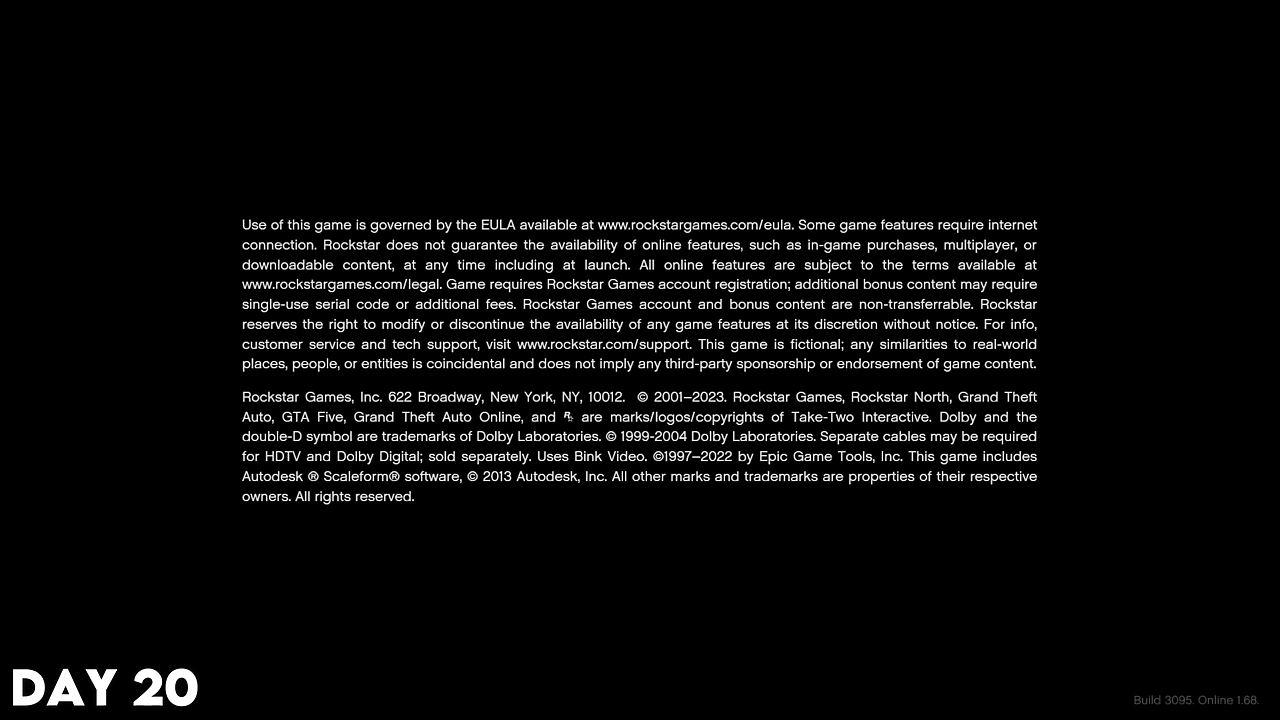 Use of this game is governed by the EULA available at www.rockstargames.com/eula. Some game features require internet
connection. Rockstar does not guarantee the availability of online features, such as in-game purchases, multiplayer, or
downloadable content, at any time including at launch. All online features are subject to the terms available at
www.rockstargames.com/legal. Game requires Rockstar Games account registration; additional bonus content may require
single-use serial code or additional fees. Rockstar Games account and bonus content are non-transferrable. Rockstar
reserves the right to modify or discontinue the availability of any game features at its discretion without notice. For info,
customer service and tech support, visit www.rockstar.com/support. This game is fictional; any similarities to real-world
places, people, or entities is coincidental and does not imply any third-party sponsorship or endorsement of game content.
Rockstar Games, Inc. 622 Broadway, New York, NY, 10012. © 2001–2023. Rockstar Games, Rockstar North, Grand Theft
Auto, GTA Five, Grand Theft Auto Online, and R* are marks/logos/copyrights of Take-Two Interactive. Dolby and the
double-D symbol are trademarks of Dolby Laboratories. © 1999-2004 Dolby Laboratories. Separate cables may be required
for HDTV and Dolby Digital; sold separately. Uses Bink Video. ©1997–2022 by Epic Game Tools, Inc. This game includes
Autodesk ® Scaleform® software, © 2013 Autodesk, Inc. All other marks and trademarks are properties of their respective
owners. All rights reserved.
DAY 20
Build 3095. Online 1.68.